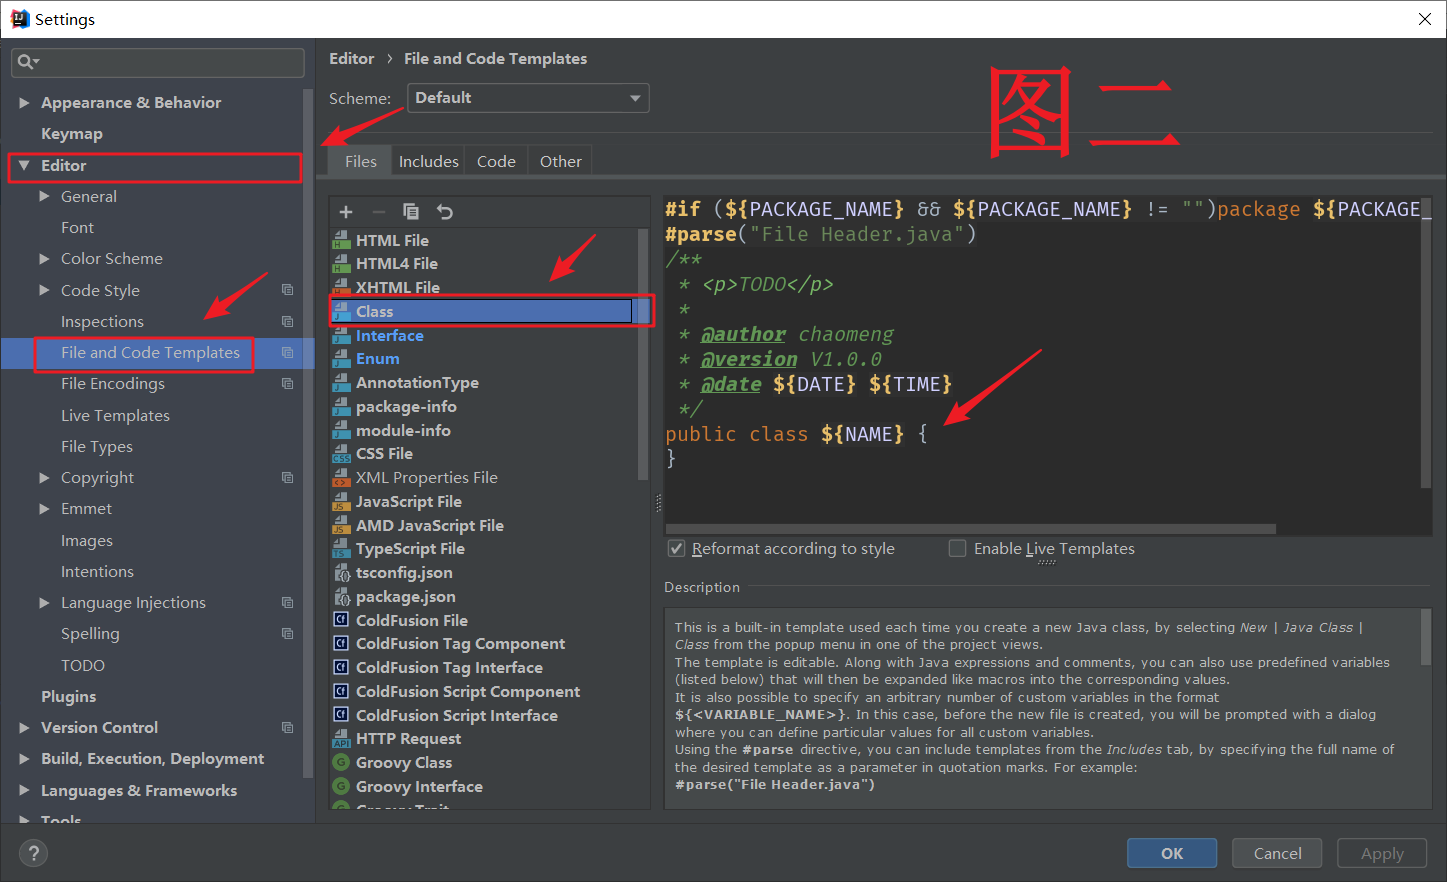 Settings
Editor › File and Code Templates
Scheme: Default
图二
Appearance & Behavior
Keymap
Editor
General
Font
Color Scheme
Code Style
Inspections
File and Code Templates
File Encodings
Live Templates
File Types
Copyright
Emmet
Images
Intentions
Language Injections
Spelling
TODO
Plugins
Version Control
Build, Execution, Deployment
Languages & Frameworks
Tools
Files Includes Code Other
HTML File
HTML4 File
XHTML File
Class
Interface
Enum
AnnotationType
package-info
module-info
CSS File
XML Properties File
JavaScript File
AMD JavaScript File
TypeScript File
tsconfig.json
package.json
ColdFusion File
ColdFusion Tag Component
ColdFusion Tag Interface
ColdFusion Script Component
ColdFusion Script Interface
HTTP Request
Groovy Class
Groovy Interface
Groovy Trait
#if (${PACKAGE_NAME} && ${PACKAGE_NAME} != "")package ${PACKAGE_
#parse("File Header.java")
/**
* <p>TODO</p>
*
* @author chaomeng
* @version V1.0.0
* @date ${DATE} ${TIME}
*/
public class ${NAME} {
}
Reformat according to style Enable Live Templates
Description
This is a built-in template used each time you create a new Java class, by selecting New | Java Class |
Class from the popup menu in one of the project views.
The template is editable. Along with Java expressions and comments, you can also use predefined variables
(listed below) that will then be expanded like macros into the corresponding values.
It is also possible to specify an arbitrary number of custom variables in the format
${<VARIABLE_NAME>}. In this case, before the new file is created, you will be prompted with a dialog
where you can define particular values for all custom variables.
Using the #parse directive, you can include templates from the Includes tab, by specifying the full name of
the desired template as a parameter in quotation marks. For example:
#parse("File Header.java")
? OK Cancel Apply